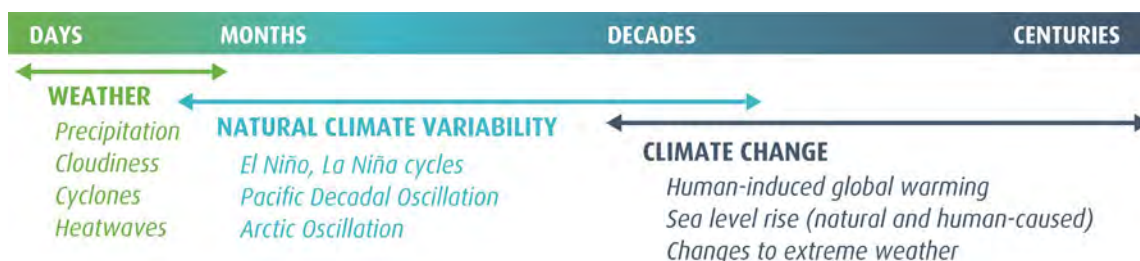 DAYS MONTHS DECADES CENTURIES
WEATHER
Precipitation
Cloudiness
Cyclones
Heatwaves
NATURAL CLIMATE VARIABILITY
El Niño, La Niña cycles
Pacific Decadal Oscillation
Arctic Oscillation
CLIMATE CHANGE
Human-induced global warming
Sea level rise (natural and human-caused)
Changes to extreme weather